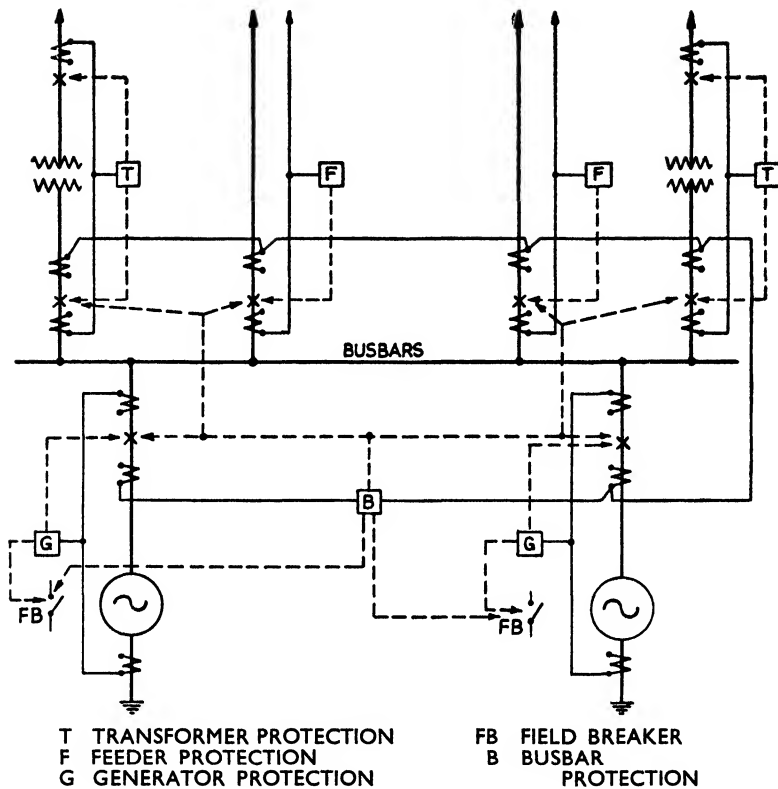 T
F
F
T
BUSBARS
B
G
G
FB
FB
T TRANSFORMER PROTECTION
F FEEDER PROTECTION
G GENERATOR PROTECTION
FB FIELD BREAKER
B BUSBAR
PROTECTION